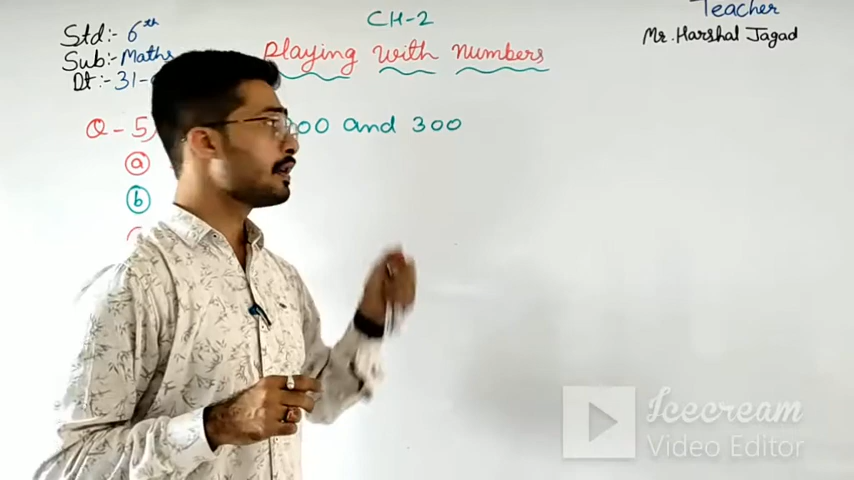 CH-2
Teacher
Std:- 6th
Mr. Harshal Jagad
Sub:- Maths
Playing with Numbers
Dt:- 31-
Q-5
00 and 300
a
b
Icecream
Video Editor